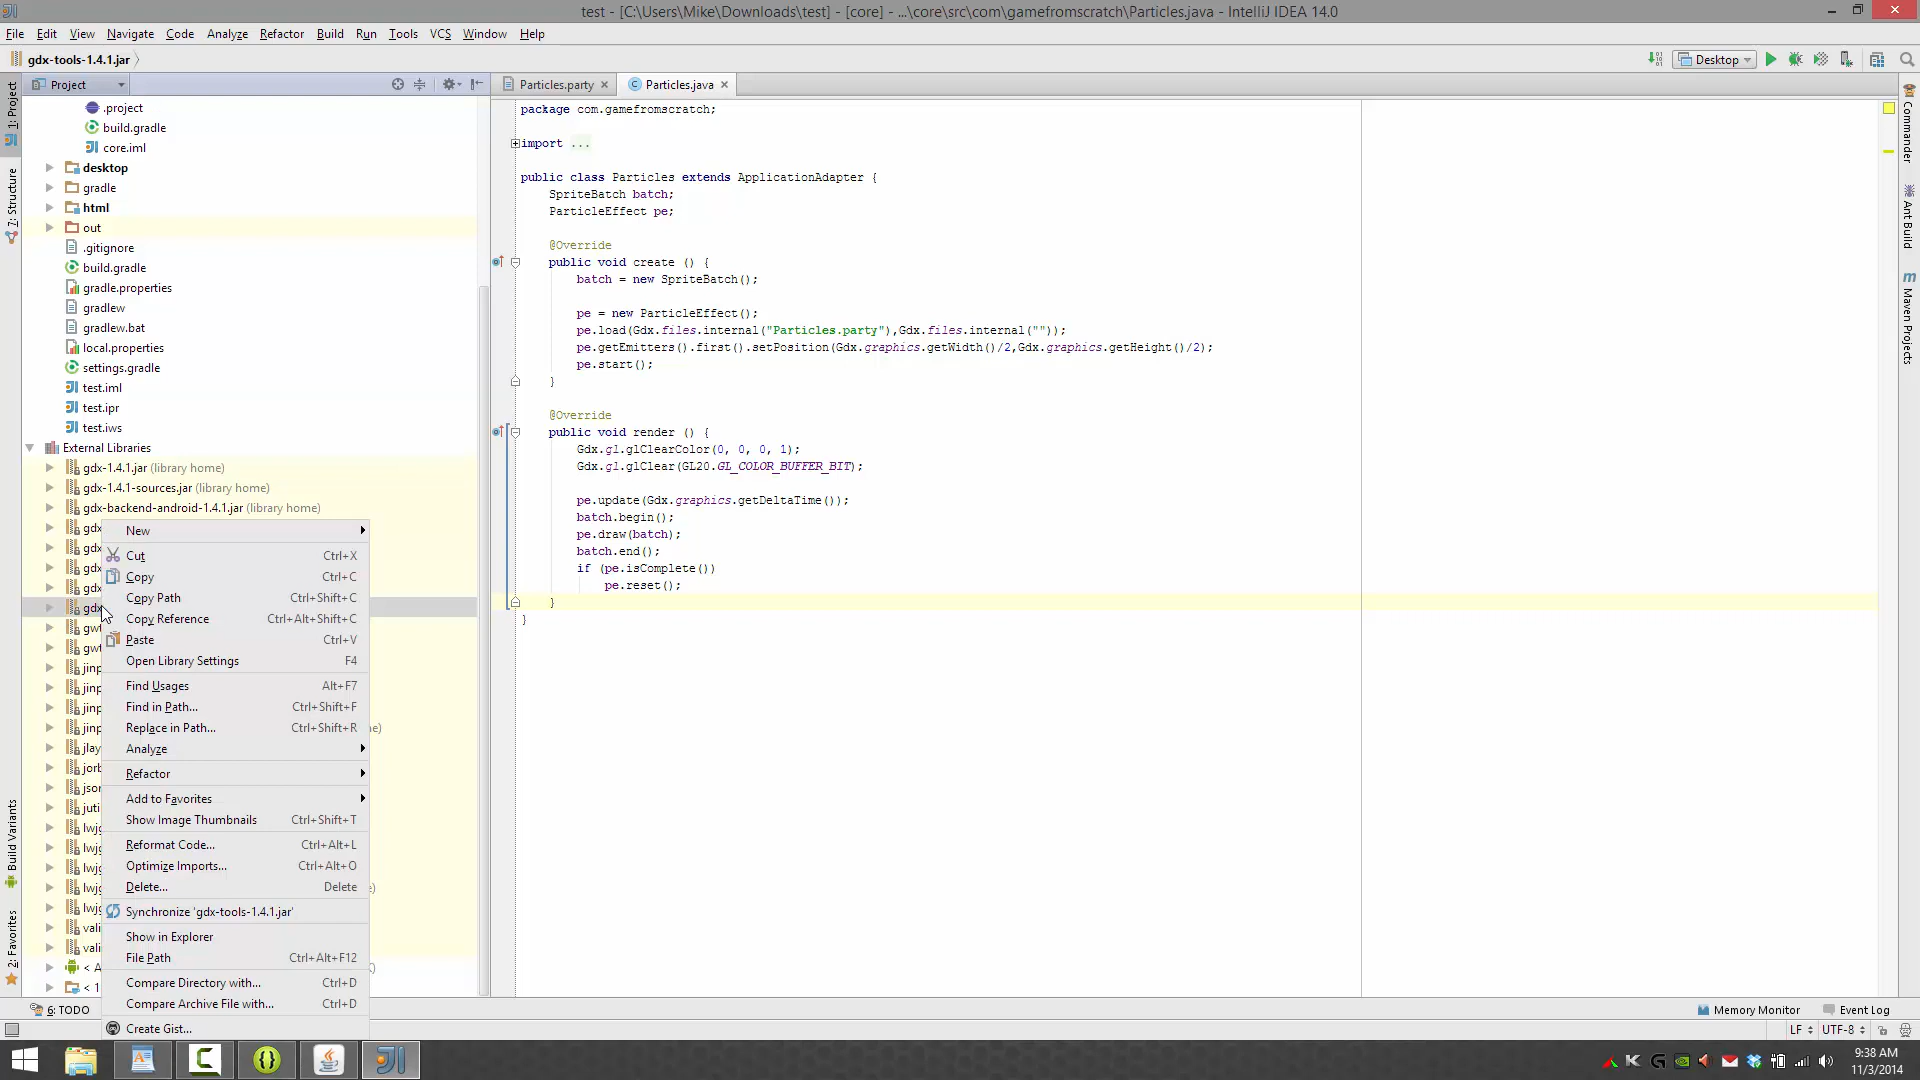 test - [C:\Users\Mike\Downloads\test] - [core] - ...\core\src\com\gamefromscratch\Particles.java - IntelliJ IDEA 14.0
File Edit View Navigate Code Analyze Refactor Build Run Tools VCS Window Help
gdx-tools-1.4.1.jar
Desktop
Project
Particles.party
Particles.java
1: Project
7: Structure
Build Variants
2: Favorites
Commander
Ant Build
Maven Projects
.project
build.gradle
core.iml
desktop
gradle
html
out
.gitignore
build.gradle
gradle.properties
gradlew
gradlew.bat
local.properties
settings.gradle
test.iml
test.ipr
test.iws
External Libraries
gdx-1.4.1.jar (library home)
gdx-1.4.1-sources.jar (library home)
gdx-backend-android-1.4.1.jar (library home)
New
Cut Ctrl+X
Copy Ctrl+C
Copy Path Ctrl+Shift+C
Copy Reference Ctrl+Alt+Shift+C
Paste Ctrl+V
Open Library Settings F4
Find Usages Alt+F7
Find in Path... Ctrl+Shift+F
Replace in Path... Ctrl+Shift+R
Analyze
Refactor
Add to Favorites
Show Image Thumbnails Ctrl+Shift+T
Reformat Code... Ctrl+Alt+L
Optimize Imports... Ctrl+Alt+O
Delete... Delete
Synchronize 'gdx-tools-1.4.1.jar'
Show in Explorer
File Path Ctrl+Alt+F12
Compare Directory with... Ctrl+D
Compare Archive File with... Ctrl+D
Create Gist...
package com.gamefromscratch;
import ...
public class Particles extends ApplicationAdapter {
SpriteBatch batch;
ParticleEffect pe;
@Override
public void create () {
batch = new SpriteBatch();
pe = new ParticleEffect();
pe.load(Gdx.files.internal("Particles.party"),Gdx.files.internal(""));
pe.getEmitters().first().setPosition(Gdx.graphics.getWidth()/2,Gdx.graphics.getHeight()/2);
pe.start();
}
@Override
public void render () {
Gdx.gl.glClearColor(0, 0, 0, 1);
Gdx.gl.glClear(GL20.GL_COLOR_BUFFER_BIT);
pe.update(Gdx.graphics.getDeltaTime());
batch.begin();
pe.draw(batch);
batch.end();
if (pe.isComplete())
pe.reset();
}
}
6: TODO
Memory Monitor
Event Log
LF UTF-8
9:38 AM
11/3/2014